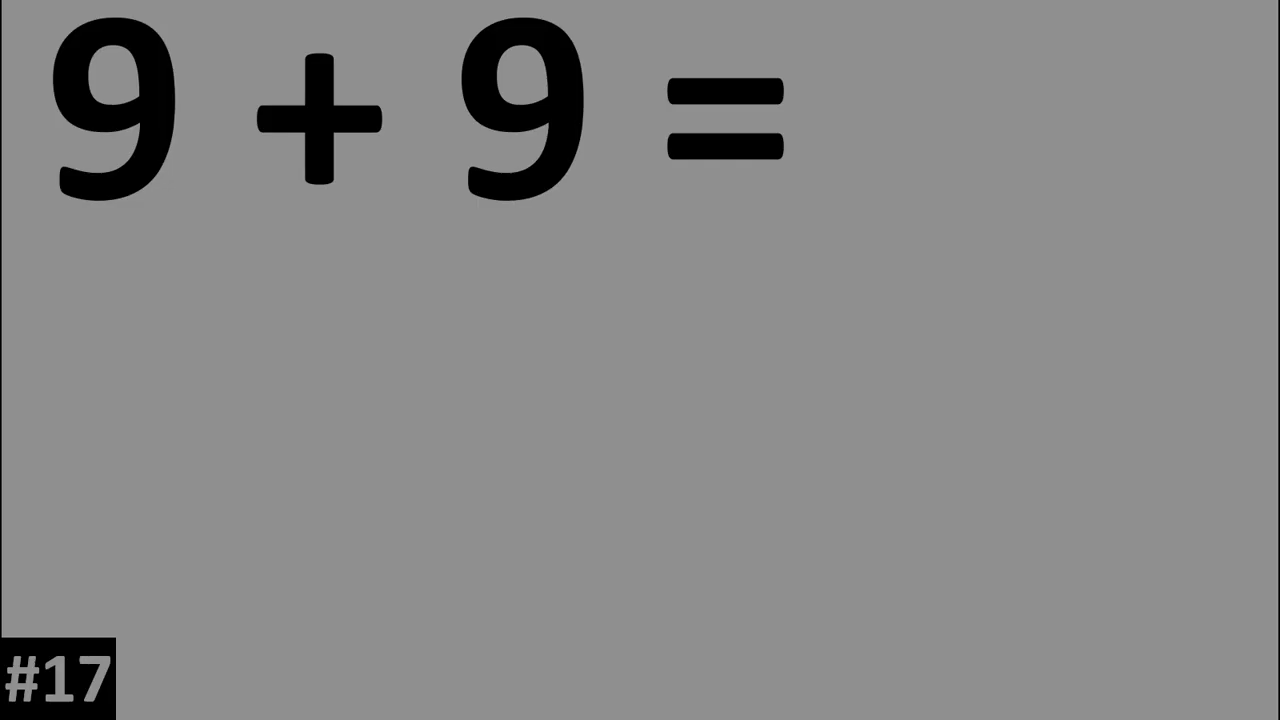 9 + 9 =
#17